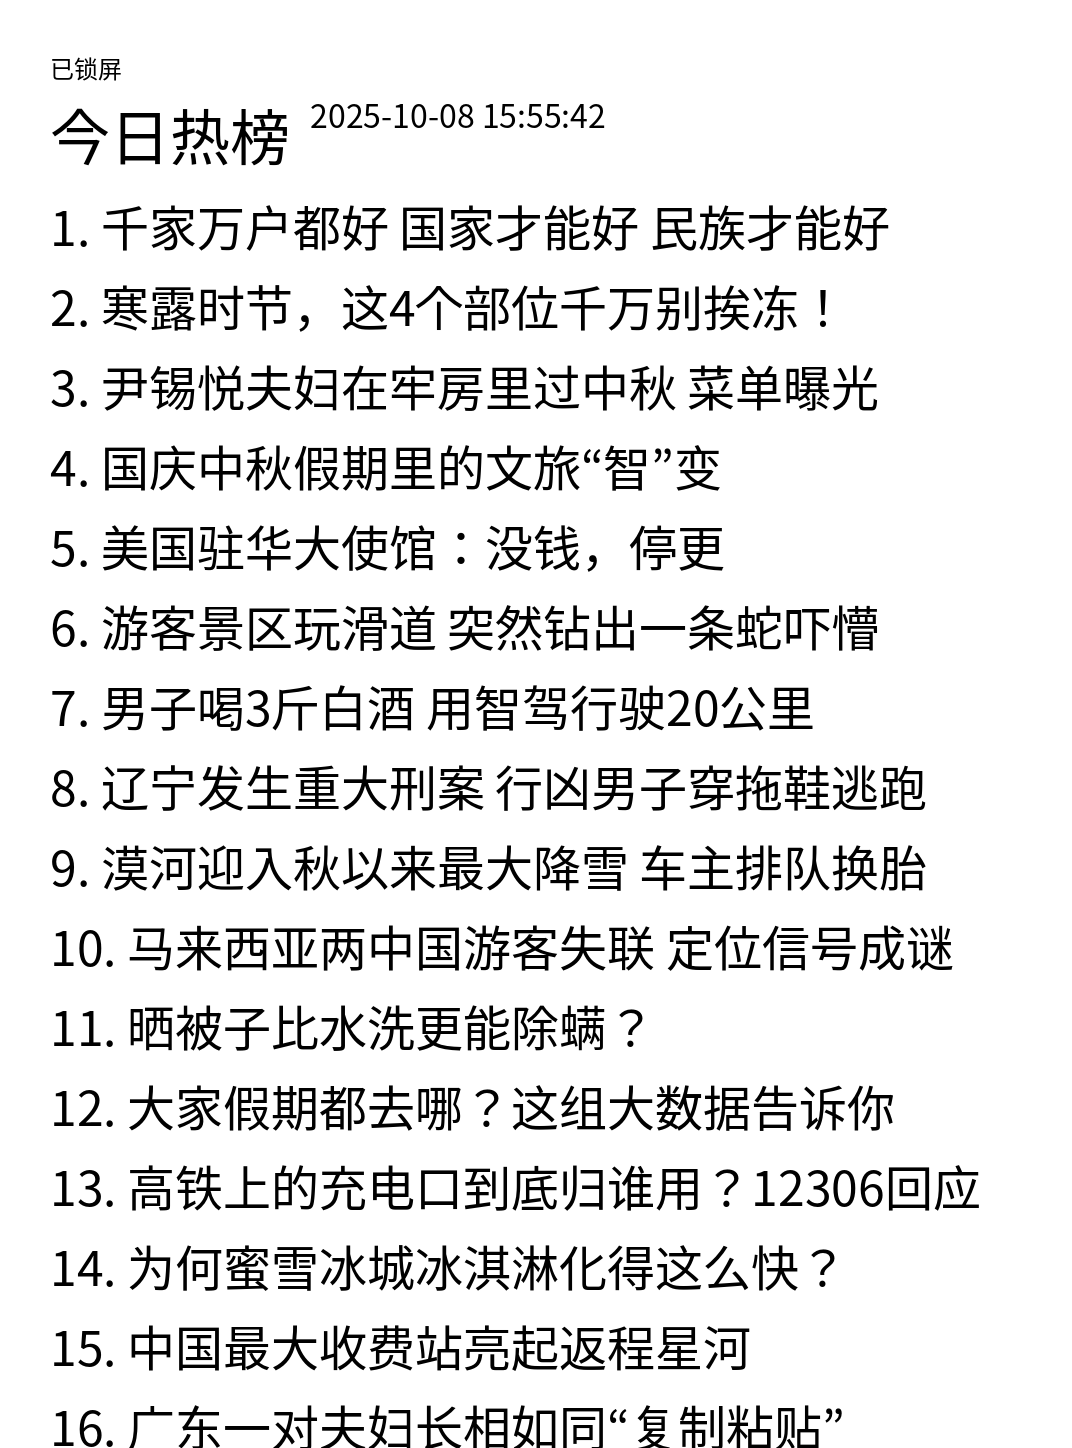 已锁屏
今日热榜 2025-10-08 15:55:42
1. 千家万户都好 国家才能好 民族才能好
2. 寒露时节，这4个部位千万别挨冻！
3. 尹锡悦夫妇在牢房里过中秋 菜单曝光
4. 国庆中秋假期里的文旅“智”变
5. 美国驻华大使馆：没钱，停更
6. 游客景区玩滑道 突然钻出一条蛇吓懵
7. 男子喝3斤白酒 用智驾行驶20公里
8. 辽宁发生重大刑案 行凶男子穿拖鞋逃跑
9. 漠河迎入秋以来最大降雪 车主排队换胎
10. 马来西亚两中国游客失联 定位信号成谜
11. 晒被子比水洗更能除螨？
12. 大家假期都去哪？这组大数据告诉你
13. 高铁上的充电口到底归谁用？12306回应
14. 为何蜜雪冰城冰淇淋化得这么快？
15. 中国最大收费站亮起返程星河
16. 广东一对夫妇长相如同“复制粘贴”